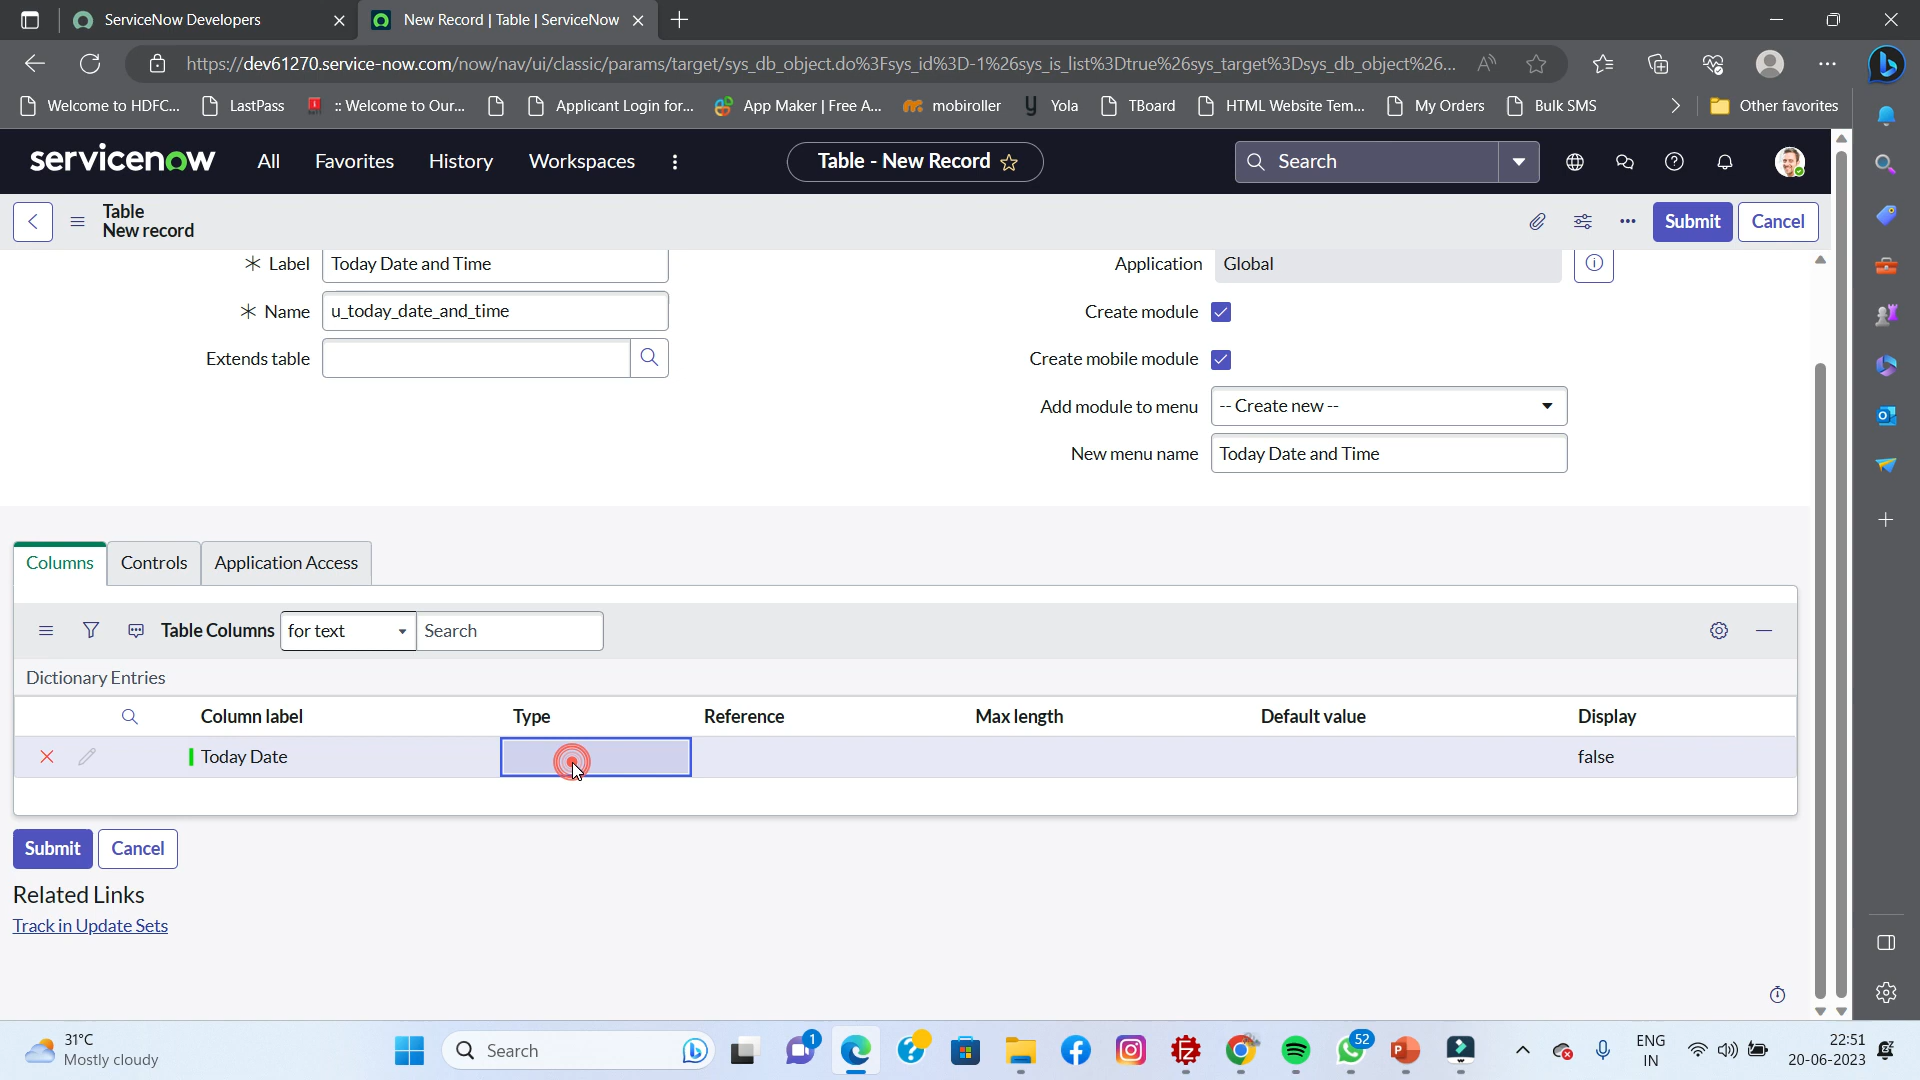 ServiceNow Developers
New Record | Table | ServiceNow
https://dev61270.service-now.com/now/nav/ui/classic/params/target/sys_db_object.do%3Fsys_id%3D-1%26sys_is_list%3Dtrue%26sys_target%3Dsys_db_object%26...
Welcome to HDFC...
LastPass
:: Welcome to Our...
Applicant Login for...
App Maker | Free A...
mobiroller
Yola
TBoard
HTML Website Tem...
My Orders
Bulk SMS
Other favorites
servicenow
All
Favorites
History
Workspaces
Table - New Record
Search
Table
New record
Submit
Cancel
* Label
Today Date and Time
Application
Global
* Name
u_today_date_and_time
Create module
Extends table
Create mobile module
Add module to menu
-- Create new --
New menu name
Today Date and Time
Columns
Controls
Application Access
Table Columns
for text
Search
Dictionary Entries
Column label
Type
Reference
Max length
Default value
Display
Today Date
false
Submit
Cancel
Related Links
Track in Update Sets
31°C
Mostly cloudy
Search
1
52
ENG
IN
22:51
20-06-2023